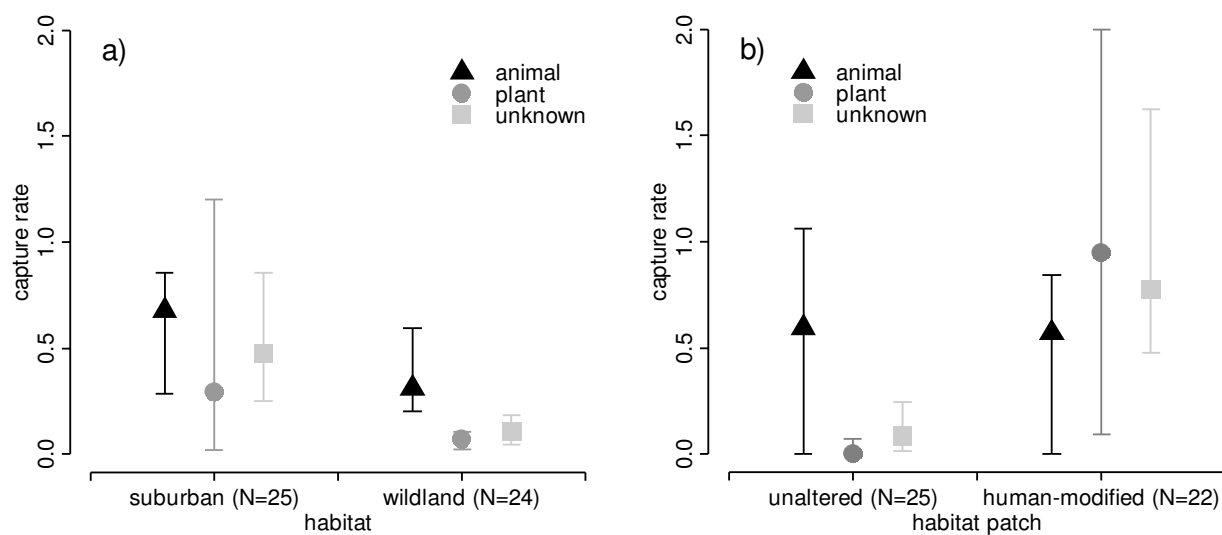 a)
animal
plant
unknown
capture rate
2.0
1.5
1.0
0.5
0.0
suburban (N=25)
wildland (N=24)
habitat
b)
animal
plant
unknown
capture rate
2.0
1.5
1.0
0.5
0.0
unaltered (N=25)
human-modified (N=22)
habitat patch